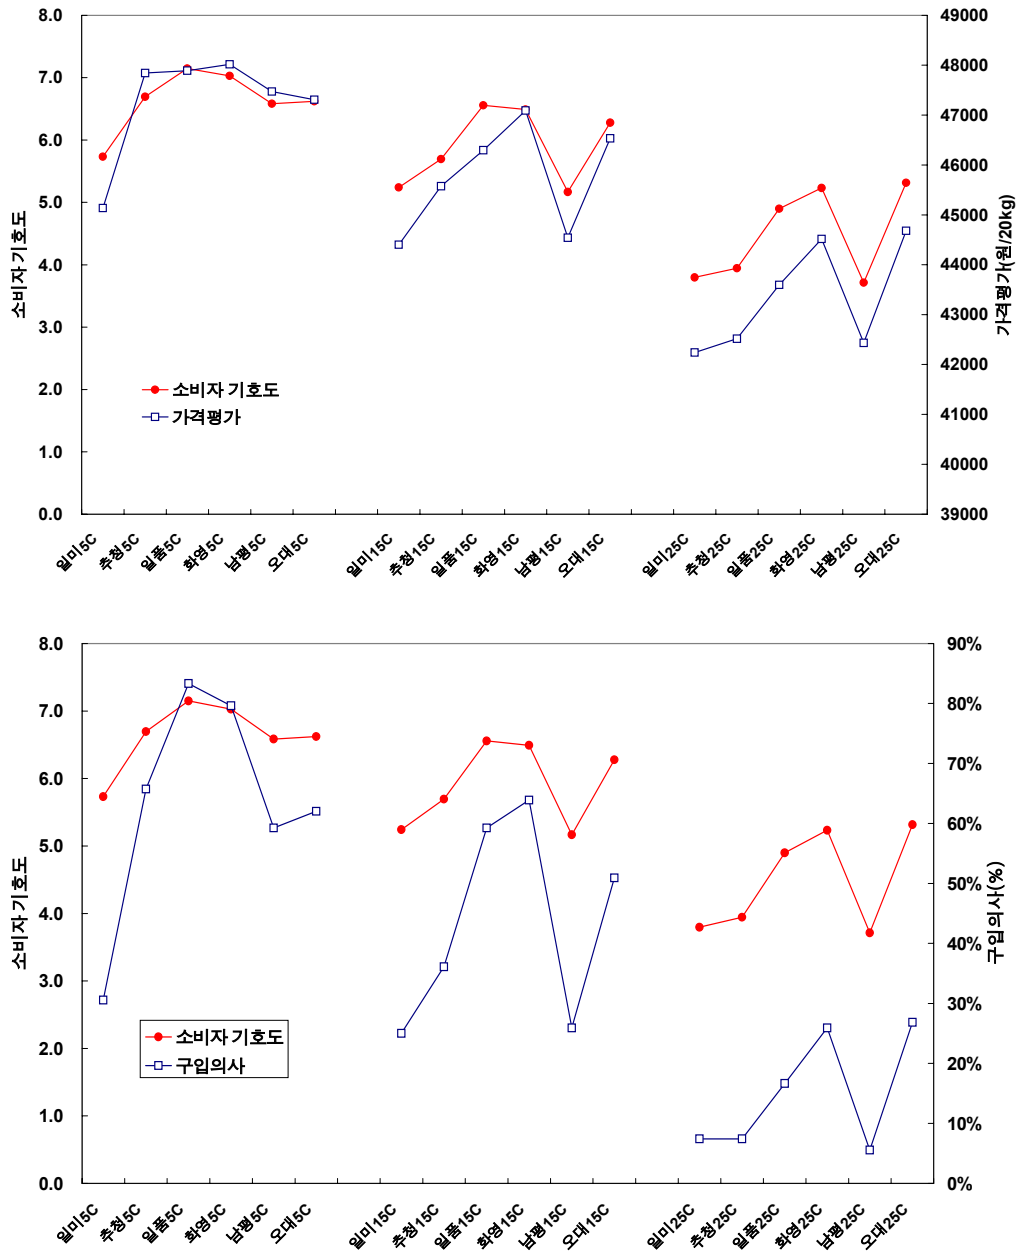 8.0
7.0
6.0
5.0
4.0
3.0
2.0
1.0
0.0
소비자 기호도
49000
48000
47000
46000
45000
44000
43000
42000
41000
40000
39000
가격평가(원/20kg)
소비자 기호도
가격평가
일미5C
추청5C
일품5C
화영5C
남평5C
오대5C
일미15C
추청15C
일품15C
화영15C
남평15C
오대15C
일미25C
추청25C
일품25C
화영25C
남평25C
오대25C
8.0
7.0
6.0
5.0
4.0
3.0
2.0
1.0
0.0
소비자 기호도
90%
80%
70%
60%
50%
40%
30%
20%
10%
0%
구입의사(%)
소비자 기호도
구입의사
일미5C
추청5C
일품5C
화영5C
남평5C
오대5C
일미15C
추청15C
일품15C
화영15C
남평15C
오대15C
일미25C
추청25C
일품25C
화영25C
남평25C
오대25C